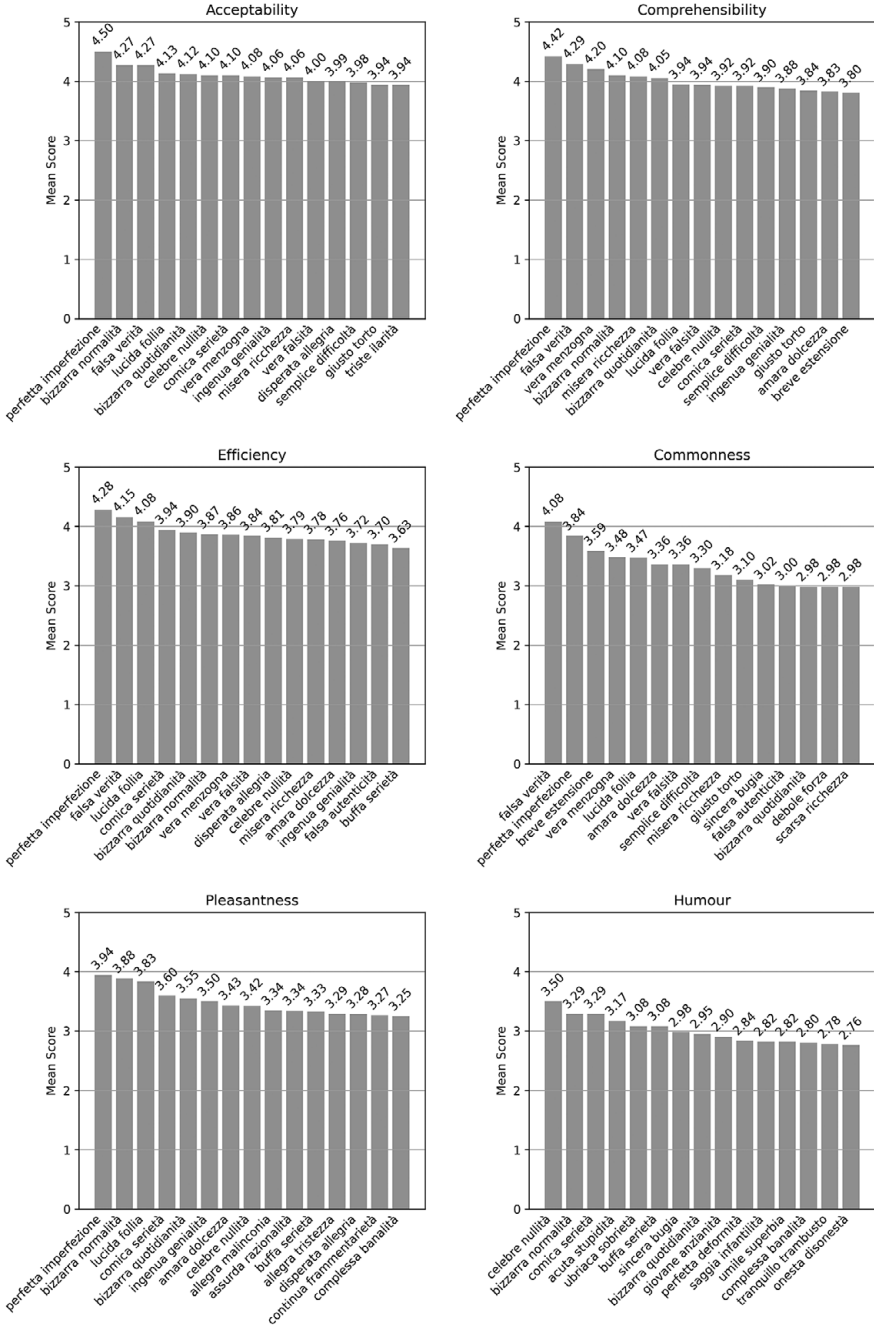 Acceptability
Mean Score
5
4
3
2
1
0
4.50
4.27
4.27
4.13
4.12
4.10
4.10
4.08
4.06
4.06
4.00
3.99
3.98
3.94
3.94
perfetta imperfezione
bizzarra normalità
falsa verità
lucida follia
bizzarra quotidianità
celebre nullità
comica serietà
vera menzogna
ingenua genialità
misera ricchezza
vera falsità
disperata allegria
semplice difficoltà
giusto torto
triste ilarità
Comprehensibility
Mean Score
5
4
3
2
1
0
4.42
4.29
4.20
4.10
4.08
4.05
3.94
3.94
3.92
3.92
3.90
3.88
3.84
3.83
3.80
perfetta imperfezione
falsa verità
vera menzogna
bizzarra normalità
misera ricchezza
bizzarra quotidianità
lucida follia
vera falsità
celebre nullità
comica serietà
semplice difficoltà
ingenua genialità
giusto torto
amara dolcezza
breve estensione
Efficiency
Mean Score
5
4
3
2
1
0
4.28
4.15
4.08
3.94
3.90
3.87
3.86
3.84
3.81
3.79
3.78
3.76
3.72
3.70
3.63
perfetta imperfezione
falsa verità
lucida follia
comica serietà
bizzarra quotidianità
bizzarra normalità
vera menzogna
vera falsità
disperata allegria
celebre nullità
misera ricchezza
amara dolcezza
ingenua genialità
falsa autenticità
buffa serietà
Commonness
Mean Score
5
4
3
2
1
0
4.08
3.84
3.59
3.48
3.47
3.36
3.36
3.30
3.18
3.10
3.02
3.00
2.98
2.98
2.98
falsa verità
perfetta imperfezione
breve estensione
vera menzogna
lucida follia
amara dolcezza
vera falsità
semplice difficoltà
misera ricchezza
giusto torto
sincera bugia
falsa autenticità
bizzarra quotidianità
debole forza
scarsa ricchezza
Pleasantness
Mean Score
5
4
3
2
1
0
3.94
3.88
3.83
3.60
3.55
3.50
3.43
3.42
3.34
3.34
3.33
3.29
3.28
3.27
3.25
perfetta imperfezione
bizzarra normalità
lucida follia
comica serietà
bizzarra quotidianità
ingenua genialità
amara dolcezza
celebre nullità
allegra malinconia
assurda razionalità
buffa serietà
allegra tristezza
disperata allegria
continua frammentarietà
complessa banalità
Humour
Mean Score
5
4
3
2
1
0
3.50
3.29
3.29
3.17
3.08
3.08
2.98
2.95
2.90
2.84
2.82
2.82
2.80
2.78
2.76
celebre nullità
bizzarra normalità
comica serietà
acuta stupidità
ubriaca sobrietà
buffa serietà
sincera bugia
bizzarra quotidianità
giovane anzianità
perfetta deformità
saggia infantilità
umile superbia
complessa banalità
tranquillo trambusto
onesta disonestà